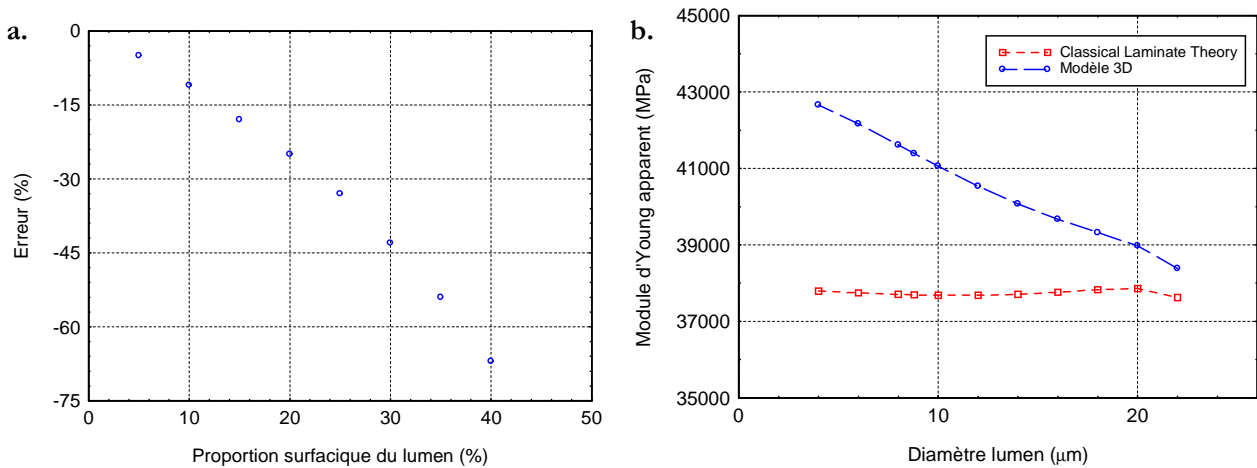 a.
Erreur (%)
-0
-15
-30
-45
-60
-75
0
10
20
30
40
50
Proportion surfacique du lumen (%)
b.
Module d'Young apparent (MPa)
45000
43000
41000
39000
37000
35000
Classical Laminate Theory
Modèle 3D
0
10
20
Diamètre lumen (μm)